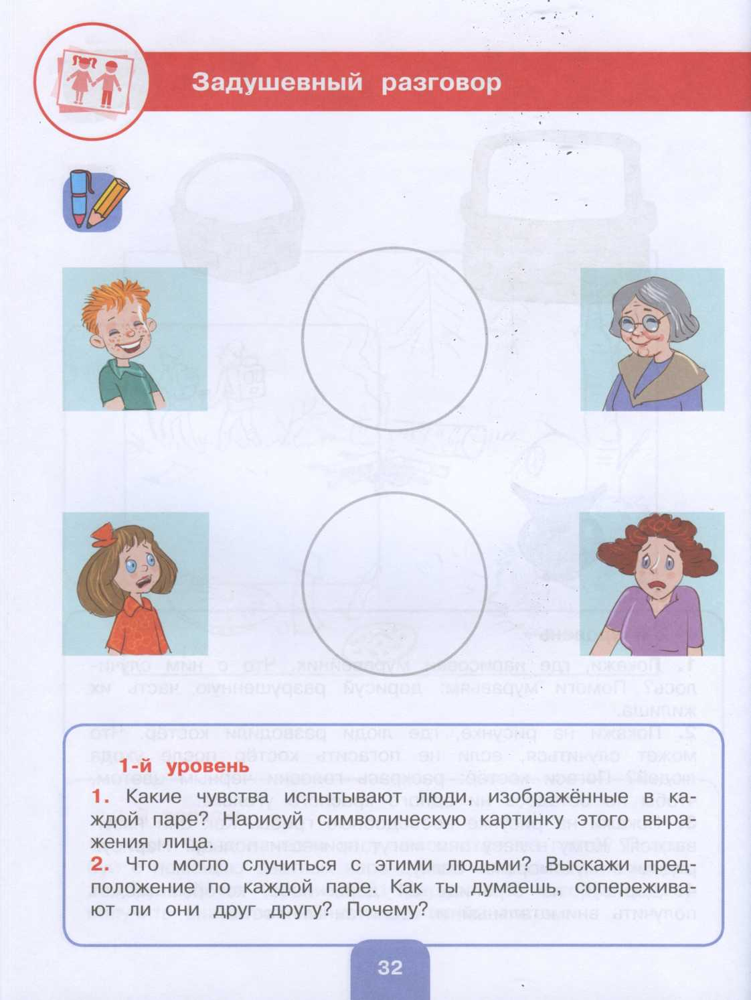 Задушевный разговор
1-й уровень
1. Какие чувства испытывают люди, изображённые в ка-
ждой паре? Нарисуй символическую картинку этого выра-
жения лица.
2. Что могло случиться с этими людьми? Выскажи пред-
положение по каждой паре. Как ты думаешь, сопережива-
ют ли они друг другу? Почему?
32